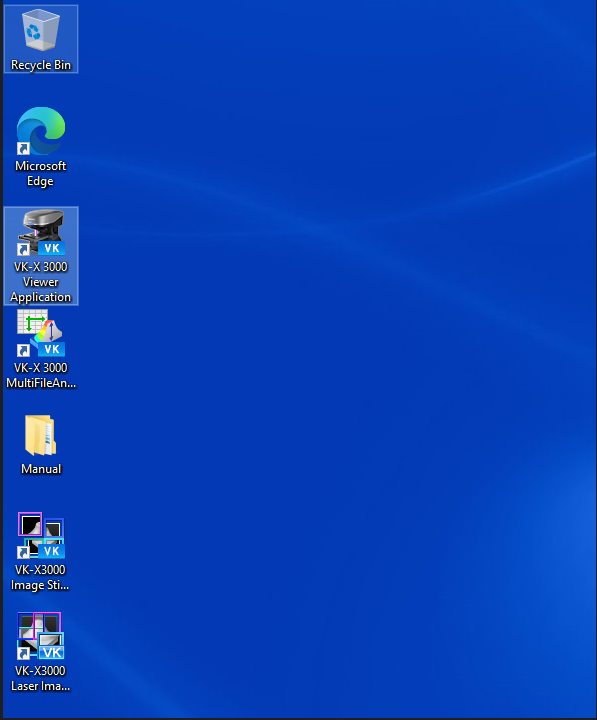 Recycle Bin
Microsoft
Edge
VK
VK-X 3000
Viewer
Application
VK
VK-X 3000
MultiFileAn...
Manual
VK
VK-X3000
Image Sti...
VK
VK-X3000
Laser Ima...